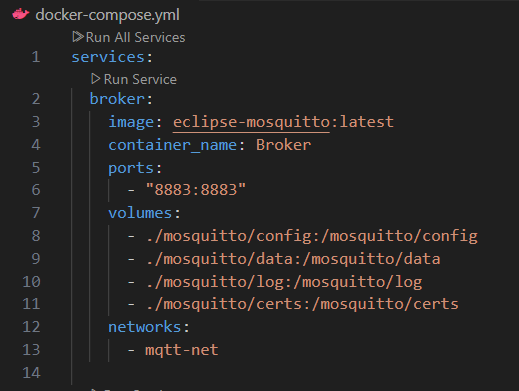 docker-compose.yml
Run All Services
1 services:
Run Service
2 broker:
3 image: eclipse-mosquitto:latest
4 container_name: Broker
5 ports:
6 - "8883:8883"
7 volumes:
8 - ./mosquitto/config:/mosquitto/config
9 - ./mosquitto/data:/mosquitto/data
10 - ./mosquitto/log:/mosquitto/log
11 - ./mosquitto/certs:/mosquitto/certs
12 networks:
13 - mqtt-net
14